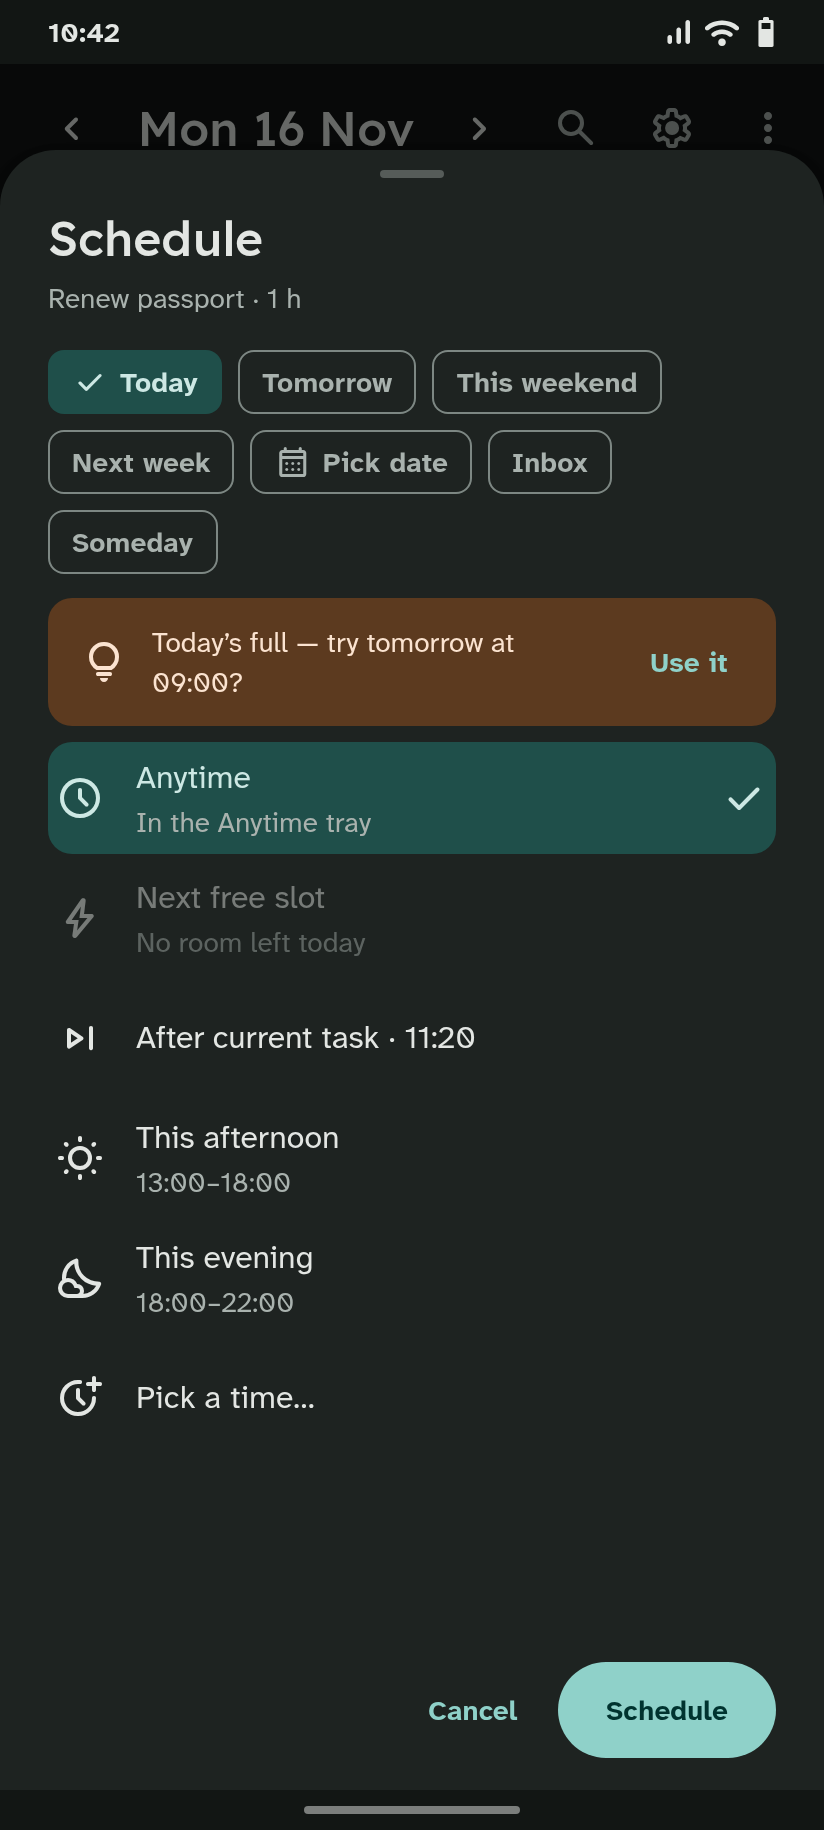 10:42
Mon 16 Nov
Schedule
Renew passport · 1 h
Today
Tomorrow
This weekend
Next week
Pick date
Inbox
Someday
Today’s full — try tomorrow at
09:00?
Use it
Anytime
In the Anytime tray
Next free slot
No room left today
After current task · 11:20
This afternoon
13:00–18:00
This evening
18:00–22:00
Pick a time…
Cancel
Schedule